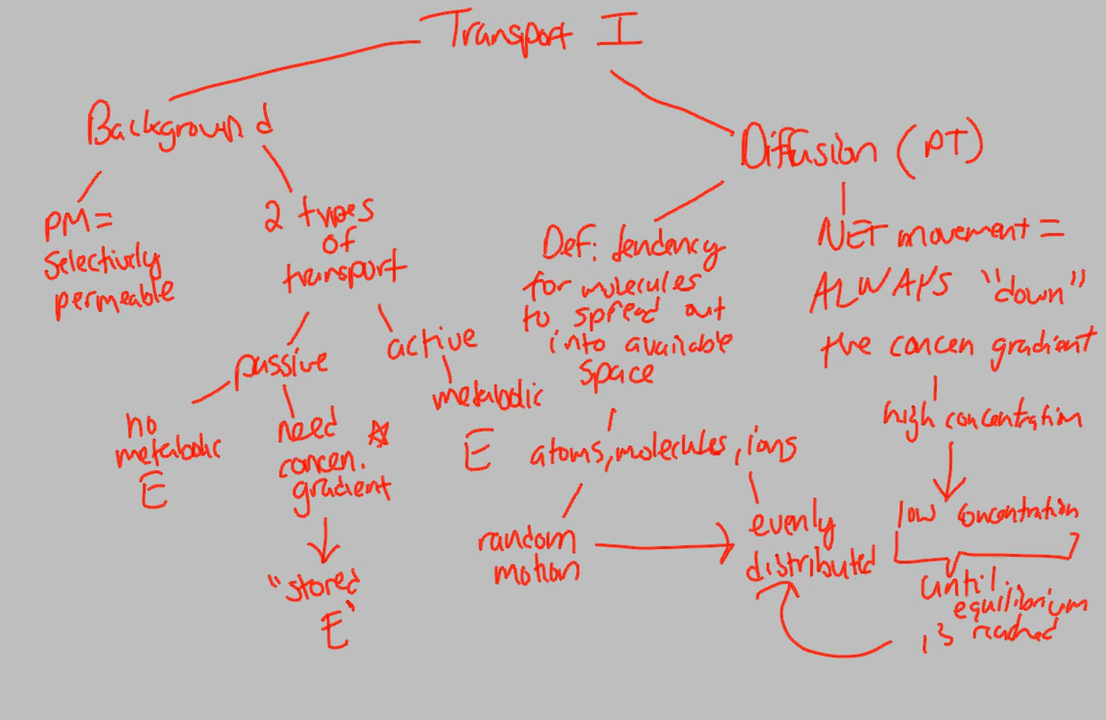 Transport I
Background
PM =
Selectively
permeable
2 types
of
transport
passive
no
metabolic
E
need
concen.
gradient
"stored
E"
active
metabolic
E
Diffusion (PT)
Def: tendency
for molecules
to spread out
into available
space
atoms, molecules, ions
random
motion
evenly
distributed
NET movement =
ALWAYS "down"
the concen gradient
high concentration
low concentration
until
equilibrium
is reached